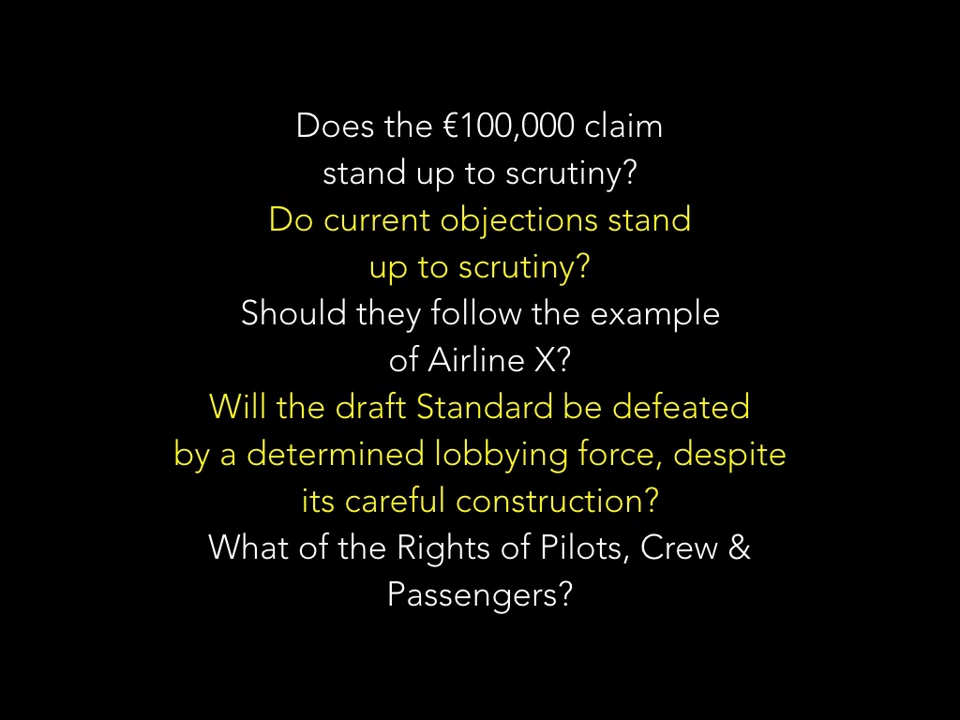 Does the €100,000 claim
stand up to scrutiny?
Do current objections stand
up to scrutiny?
Should they follow the example
of Airline X?
Will the draft Standard be defeated
by a determined lobbying force, despite
its careful construction?
What of the Rights of Pilots, Crew &
Passengers?